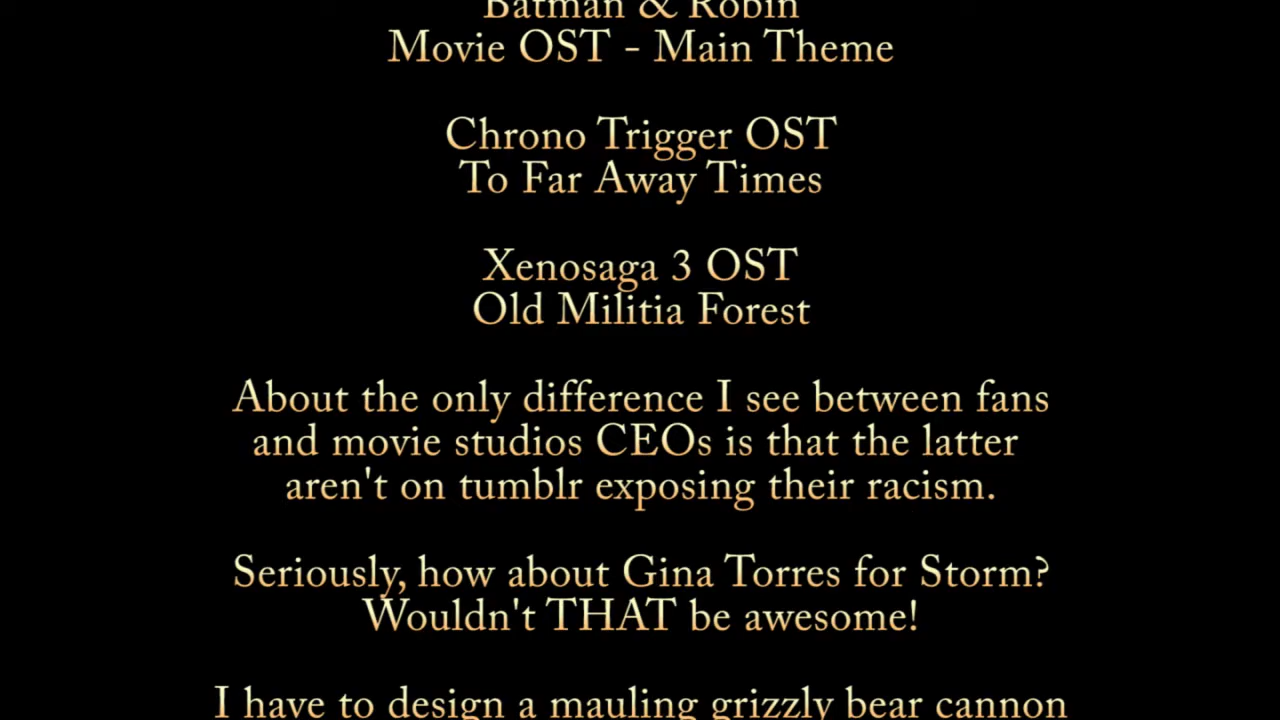 Batman & Robin
Movie OST - Main Theme
Chrono Trigger OST
To Far Away Times
Xenosaga 3 OST
Old Militia Forest
About the only difference I see between fans
and movie studios CEOs is that the latter
aren't on tumblr exposing their racism.
Seriously, how about Gina Torres for Storm?
Wouldn't THAT be awesome!
I have to design a mauling grizzly bear cannon